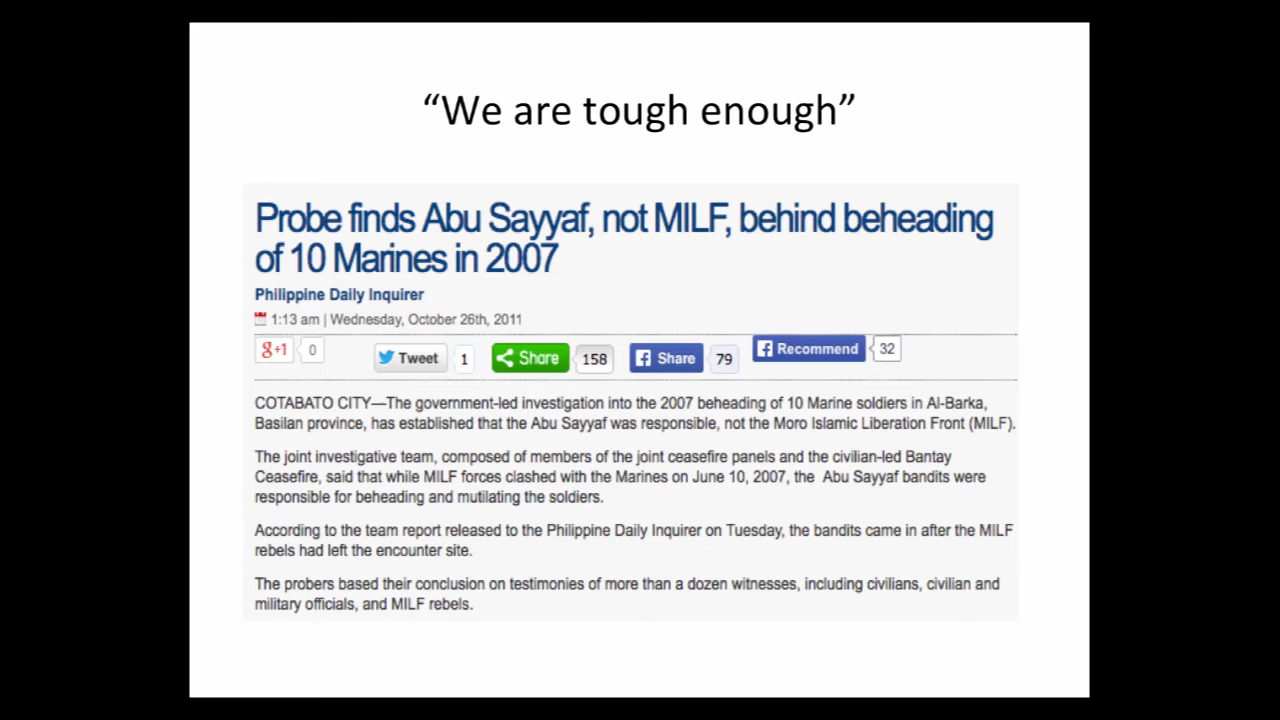 “We are tough enough”
Probe finds Abu Sayyaf, not MILF, behind beheading
of 10 Marines in 2007
Philippine Daily Inquirer
1:13 am | Wednesday, October 26th, 2011
g+1 0 Tweet 1 Share 158 Share 79 Recommend 32
COTABATO CITY—The government-led investigation into the 2007 beheading of 10 Marine soldiers in Al-Barka,
Basilan province, has established that the Abu Sayyaf was responsible, not the Moro Islamic Liberation Front (MILF).
The joint investigative team, composed of members of the joint ceasefire panels and the civilian-led Bantay
Ceasefire, said that while MILF forces clashed with the Marines on June 10, 2007, the Abu Sayyaf bandits were
responsible for beheading and mutilating the soldiers.
According to the team report released to the Philippine Daily Inquirer on Tuesday, the bandits came in after the MILF
rebels had left the encounter site.
The probers based their conclusion on testimonies of more than a dozen witnesses, including civilians, civilian and
military officials, and MILF rebels.